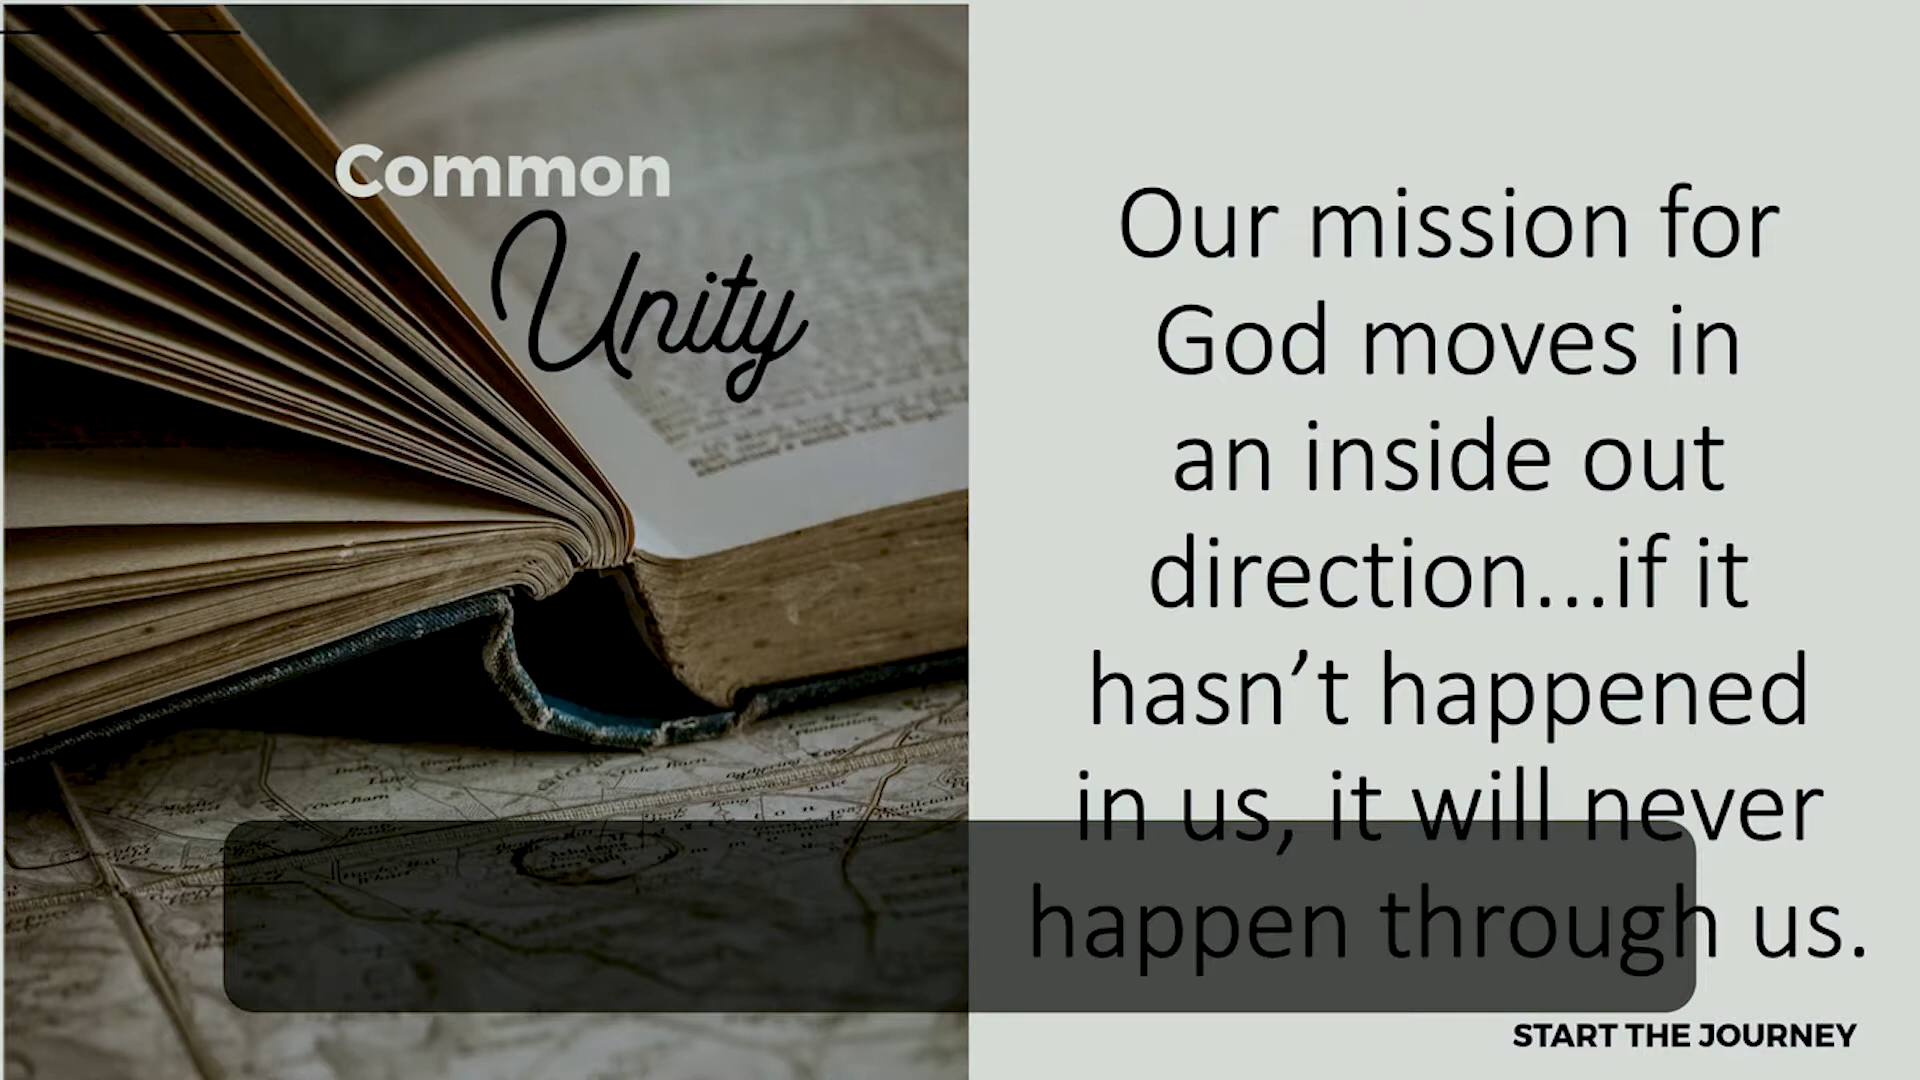 Common
Unity
Our mission for
God moves in
an inside out
direction...if it
hasn’t happened
in us, it will never
happen through us.
START THE JOURNEY